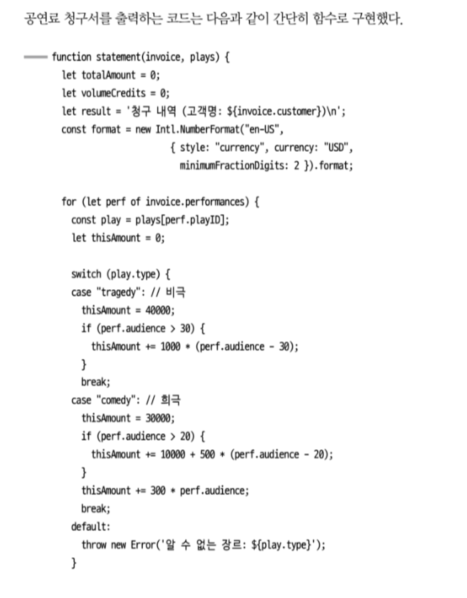 공연료 청구서를 출력하는 코드는 다음과 같이 간단히 함수로 구현했다.
function statement(invoice, plays) {
let totalAmount = 0;
let volumeCredits = 0;
let result = '청구 내역 (고객명: ${invoice.customer})\n';
const format = new Intl.NumberFormat("en-US",
{ style: "currency", currency: "USD",
minimumFractionDigits: 2 }).format;
for (let perf of invoice.performances) {
const play = plays[perf.playID];
let thisAmount = 0;
switch (play.type) {
case "tragedy": // 비극
thisAmount = 40000;
if (perf.audience > 30) {
thisAmount += 1000 * (perf.audience - 30);
}
break;
case "comedy": // 희극
thisAmount = 30000;
if (perf.audience > 20) {
thisAmount += 10000 + 500 * (perf.audience - 20);
}
thisAmount += 300 * perf.audience;
break;
default:
throw new Error('알 수 없는 장르: ${play.type}');
}